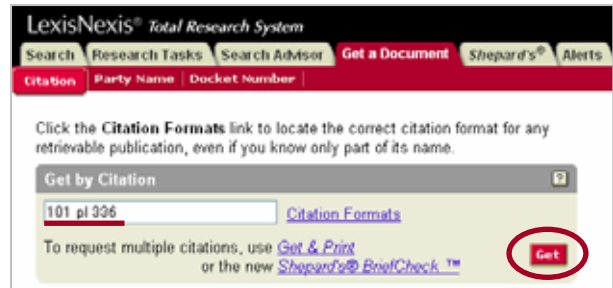 LexisNexis® Total Research System
Search Research Tasks Search Advisor Get a Document Shepard's® Alerts
Citation Party Name Docket Number
Click the Citation Formats link to locate the correct citation format for any
retrievable publication, even if you know only part of its name.
Get by Citation ?
101 pl 336 Citation Formats
To request multiple citations, use Get & Print Get
or the new Shepard's® BriefCheck ™